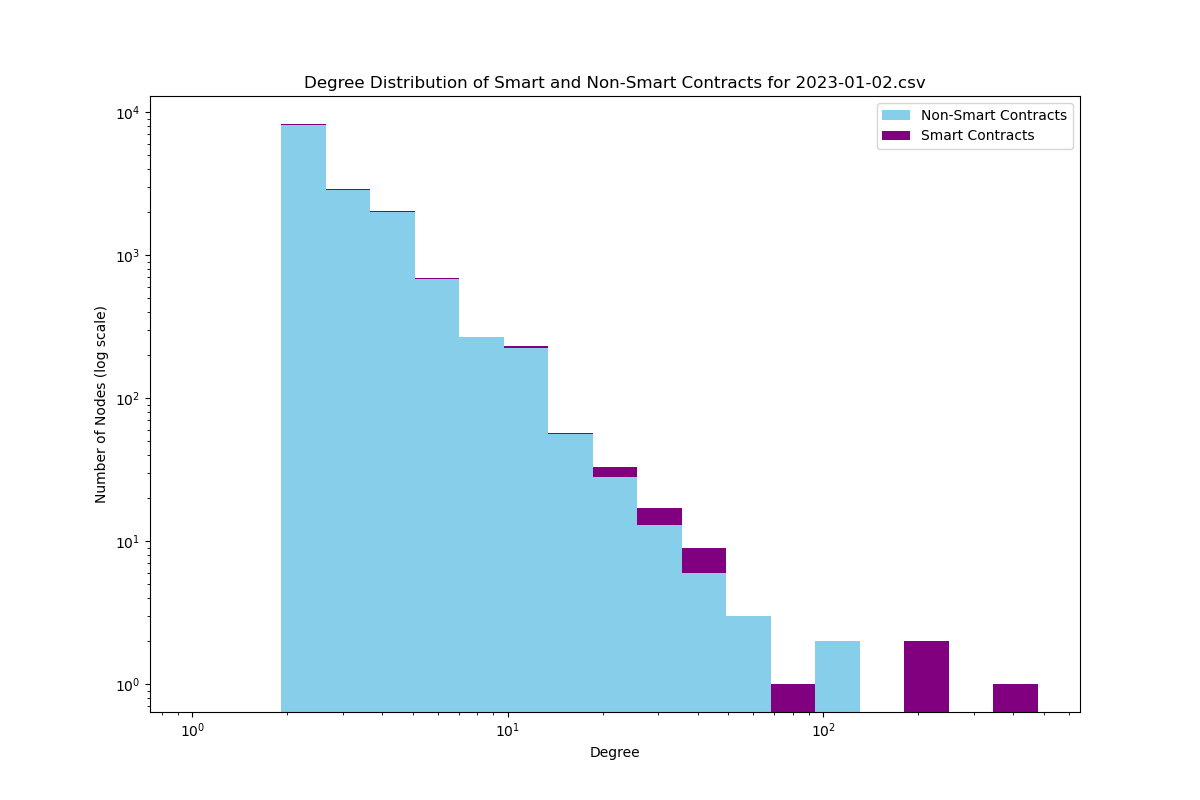 Degree Distribution of Smart and Non-Smart Contracts for 2023-01-02.csv
Non-Smart Contracts
Smart Contracts
Number of Nodes (log scale)
10⁴
10³
10²
10¹
10⁰
10⁰ 10¹ 10²
Degree